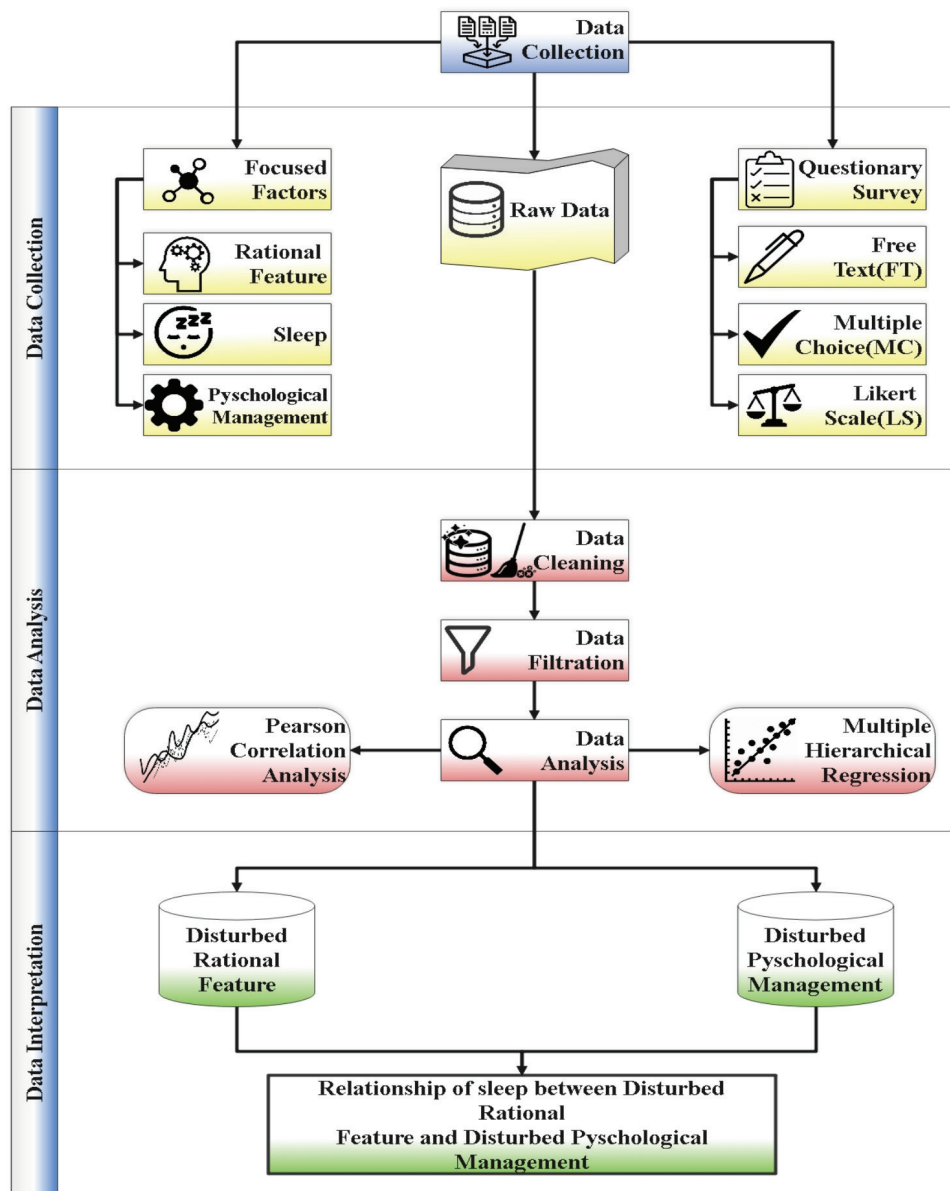 Data
Collection
Data Collection
Focused
Factors
Rational
Feature
Sleep
Pyschological
Management
Raw Data
Questionary
Survey
Free
Text(FT)
Multiple
Choice(MC)
Likert
Scale(LS)
Data Analysis
Data
Cleaning
Data
Filtration
Data
Analysis
Pearson
Correlation
Analysis
Multiple
Hierarchical
Regression
Data Interpretation
Disturbed
Rational
Feature
Disturbed
Pyschological
Management
Relationship of sleep between Disturbed
Rational
Feature and Disturbed Pyschological
Management